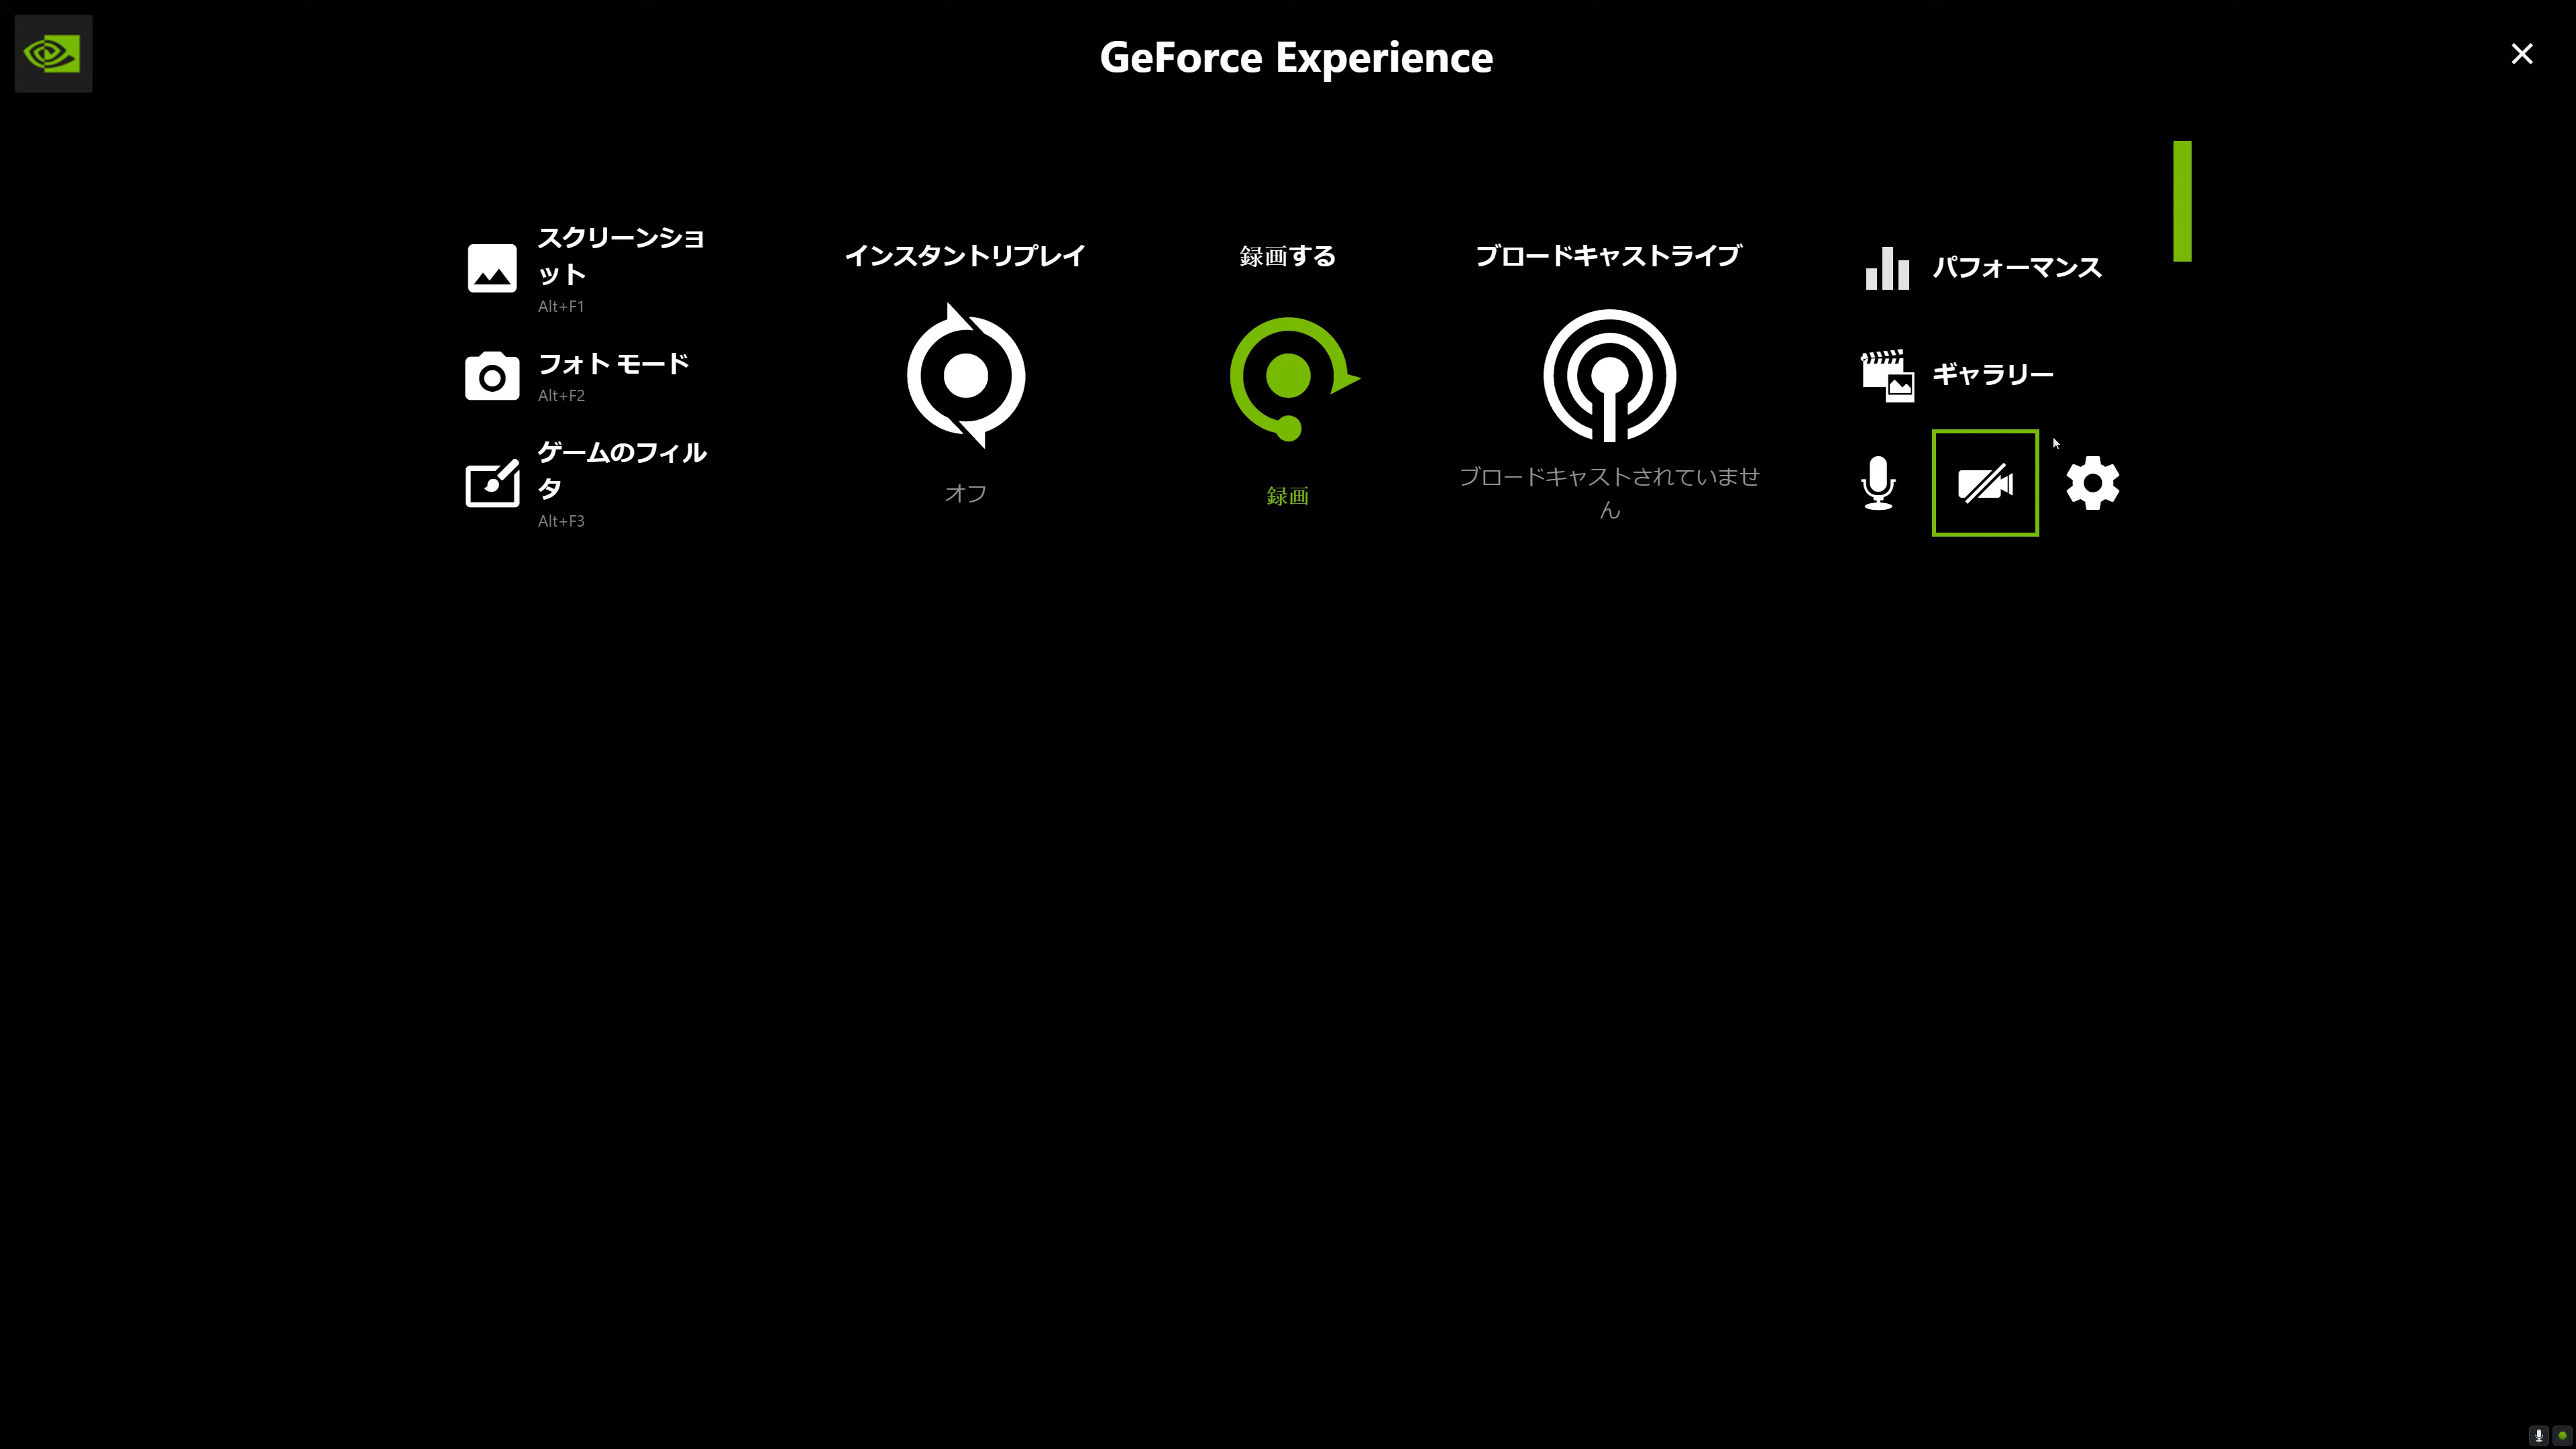 GeForce Experience
スクリーンショ
ット
Alt+F1
フォト モード
Alt+F2
ゲームのフィル
タ
Alt+F3
インスタントリプレイ
オフ
録画する
録画
ブロードキャストライブ
ブロードキャストされていませ
ん
パフォーマンス
ギャラリー